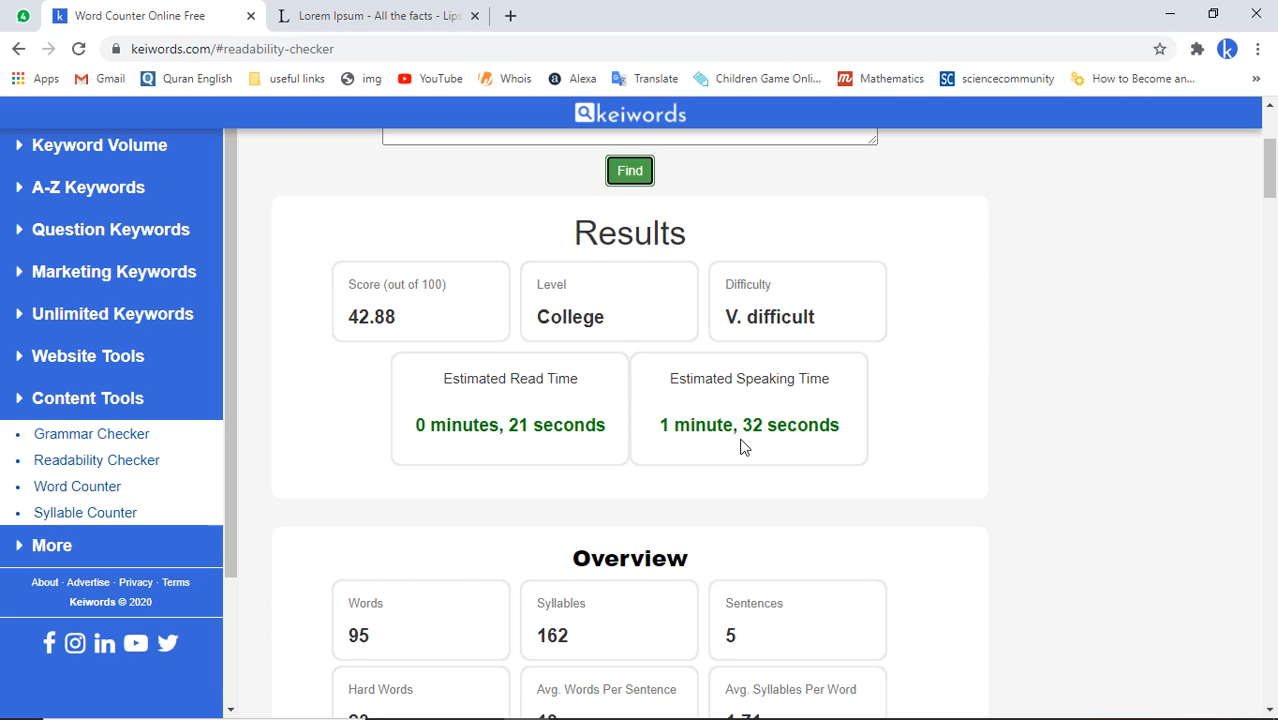 4
Word Counter Online Free
Lorem Ipsum - All the facts - Lips
keiwords.com/#readability-checker
Apps
Gmail
Quran English
useful links
img
YouTube
Whois
Alexa
Translate
Children Game Onli...
Mathematics
sciencecommunity
How to Become an...
keiwords
Keyword Volume
A-Z Keywords
Question Keywords
Marketing Keywords
Unlimited Keywords
Website Tools
Content Tools
Grammar Checker
Readability Checker
Word Counter
Syllable Counter
More
About · Advertise · Privacy · Terms
Keiwords © 2020
Find
Results
Score (out of 100)
42.88
Level
College
Difficulty
V. difficult
Estimated Read Time
0 minutes, 21 seconds
Estimated Speaking Time
1 minute, 32 seconds
Overview
Words
95
Syllables
162
Sentences
5
Hard Words
Avg. Words Per Sentence
Avg. Syllables Per Word